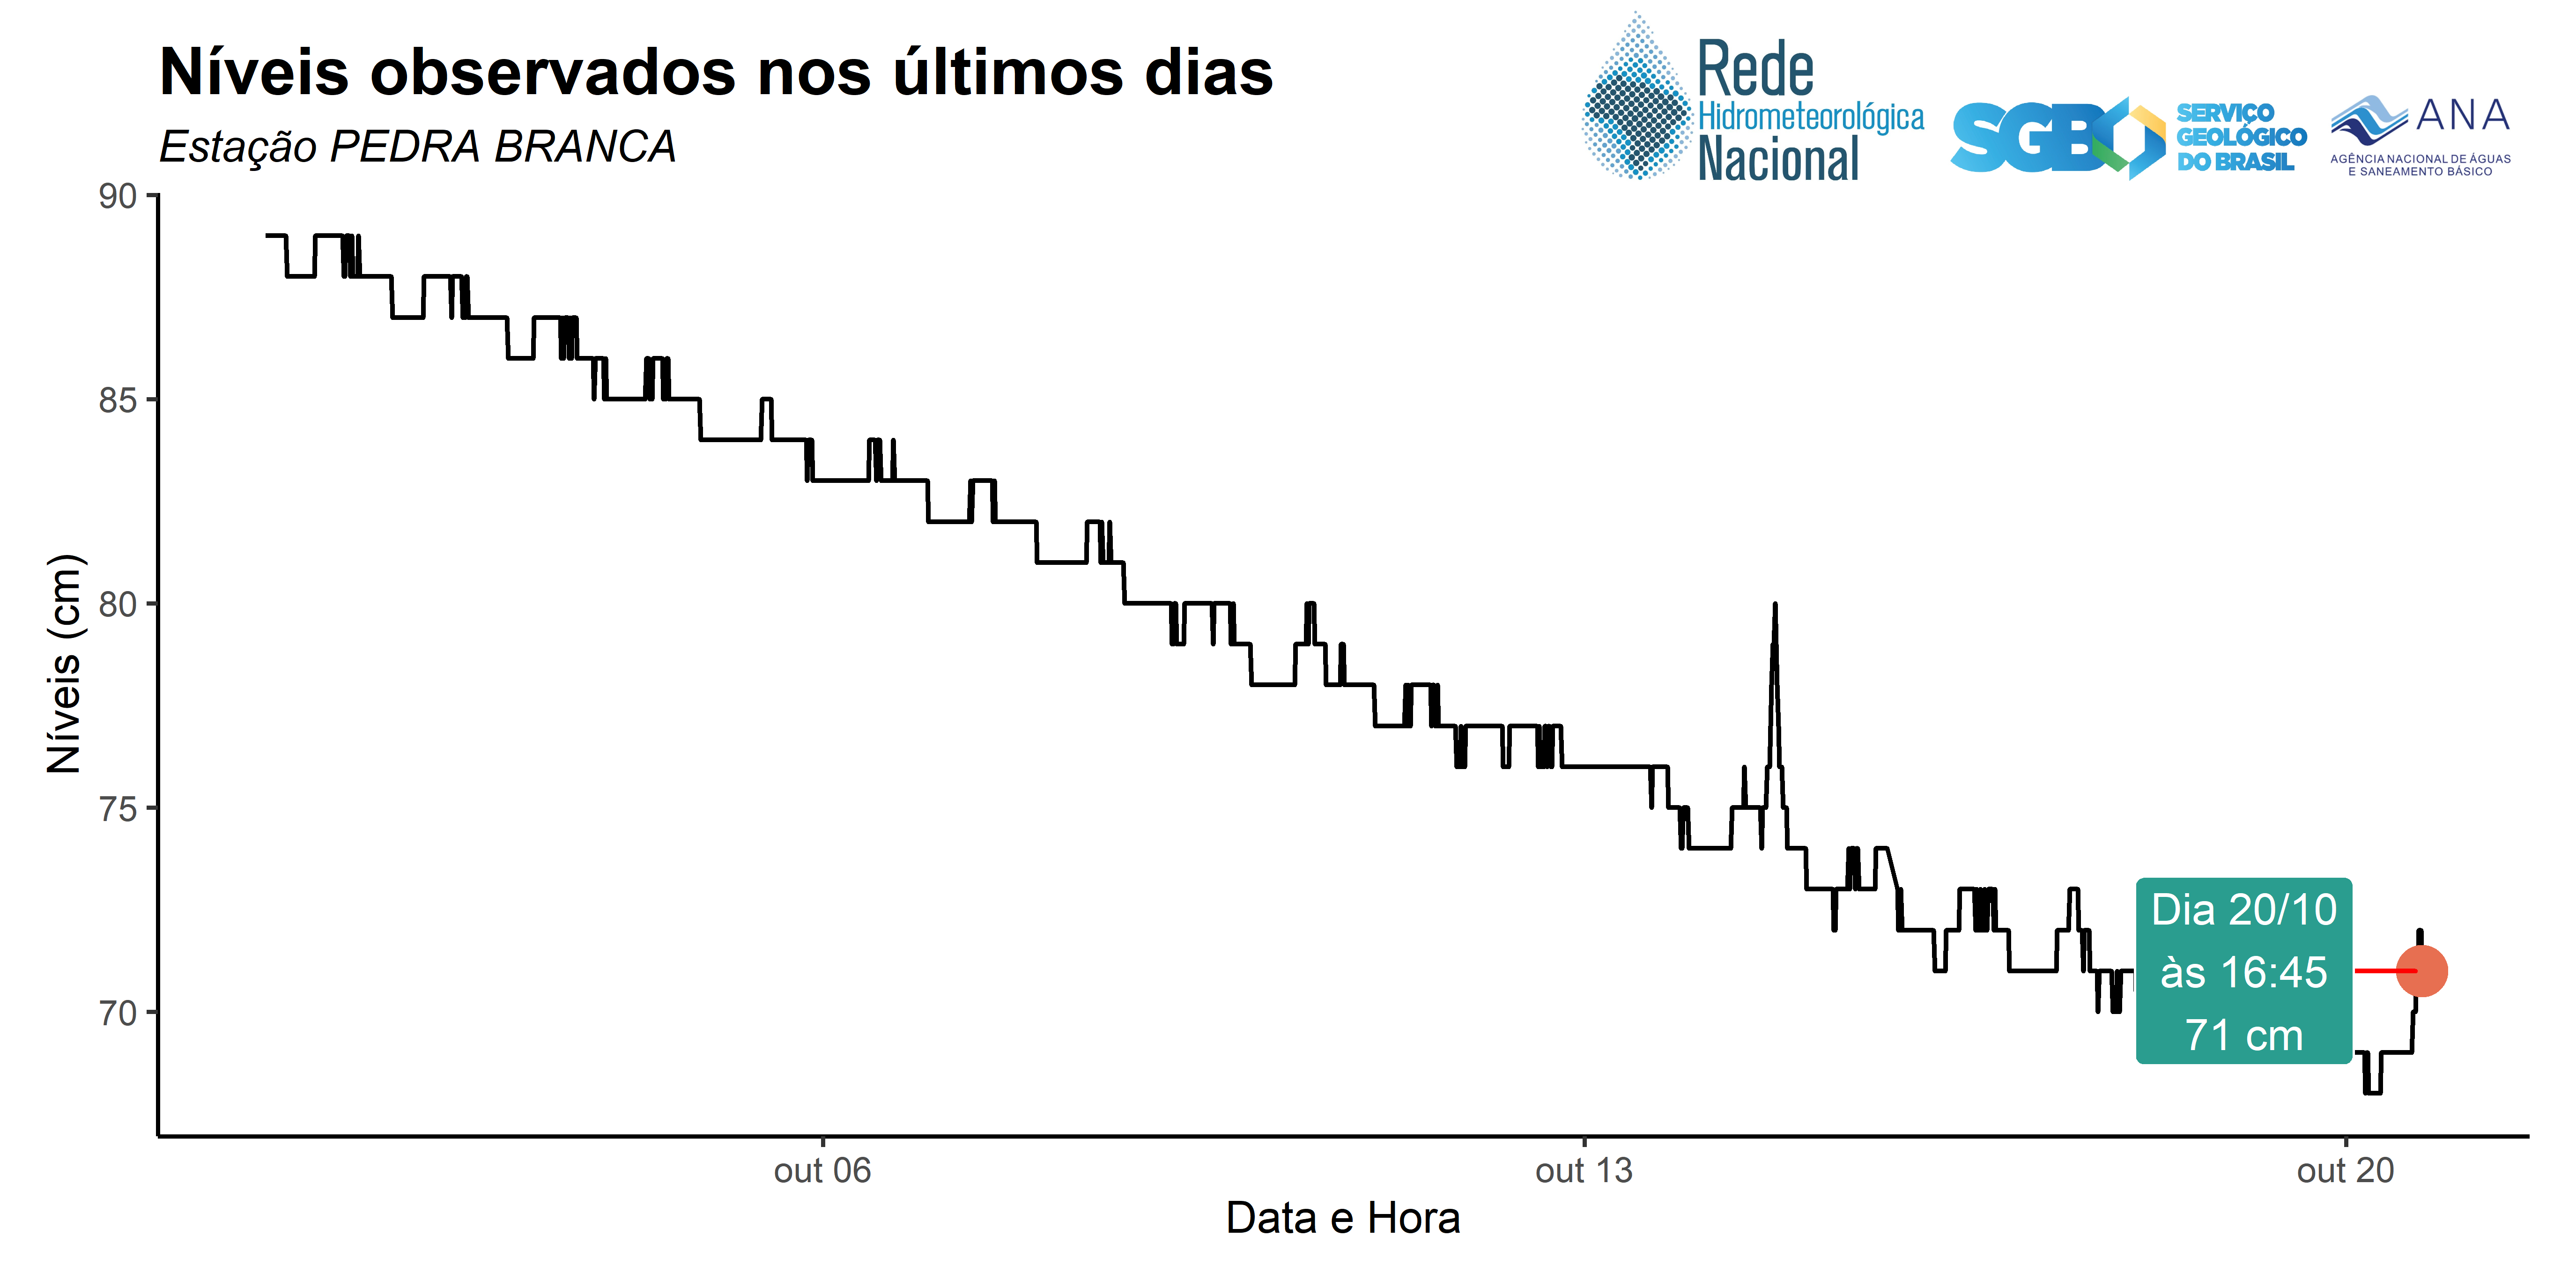 Níveis observados nos últimos dias
Estação PEDRA BRANCA
Rede
Hidrometeorológica
Nacional
SGB
SERVIÇO
GEOLÓGICO
DO BRASIL
ANA
AGÊNCIA NACIONAL DE ÁGUAS
E SANEAMENTO BÁSICO
Níveis (cm)
90
85
80
75
70
Dia 20/10
às 16:45
71 cm
out 06
out 13
out 20
Data e Hora